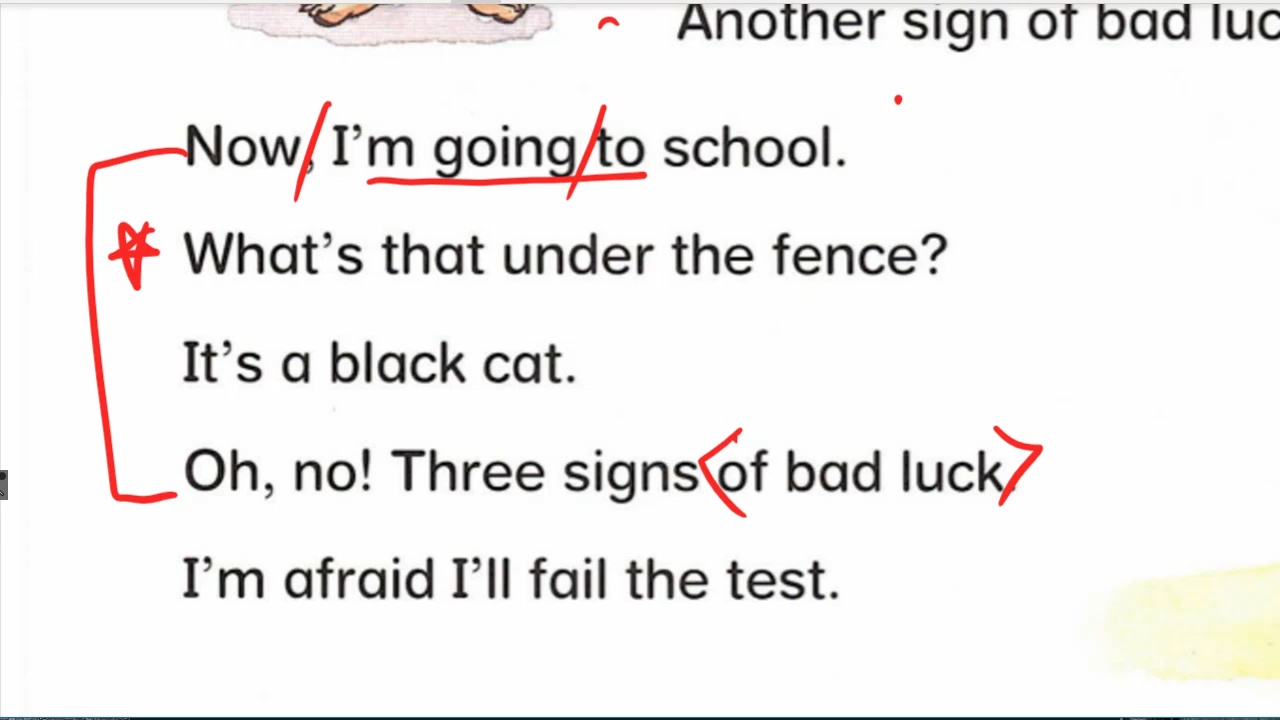 Another sign of bad luc
Now, I'm going to school.
What's that under the fence?
It's a black cat.
Oh, no! Three signs of bad luck.
I'm afraid I'll fail the test.